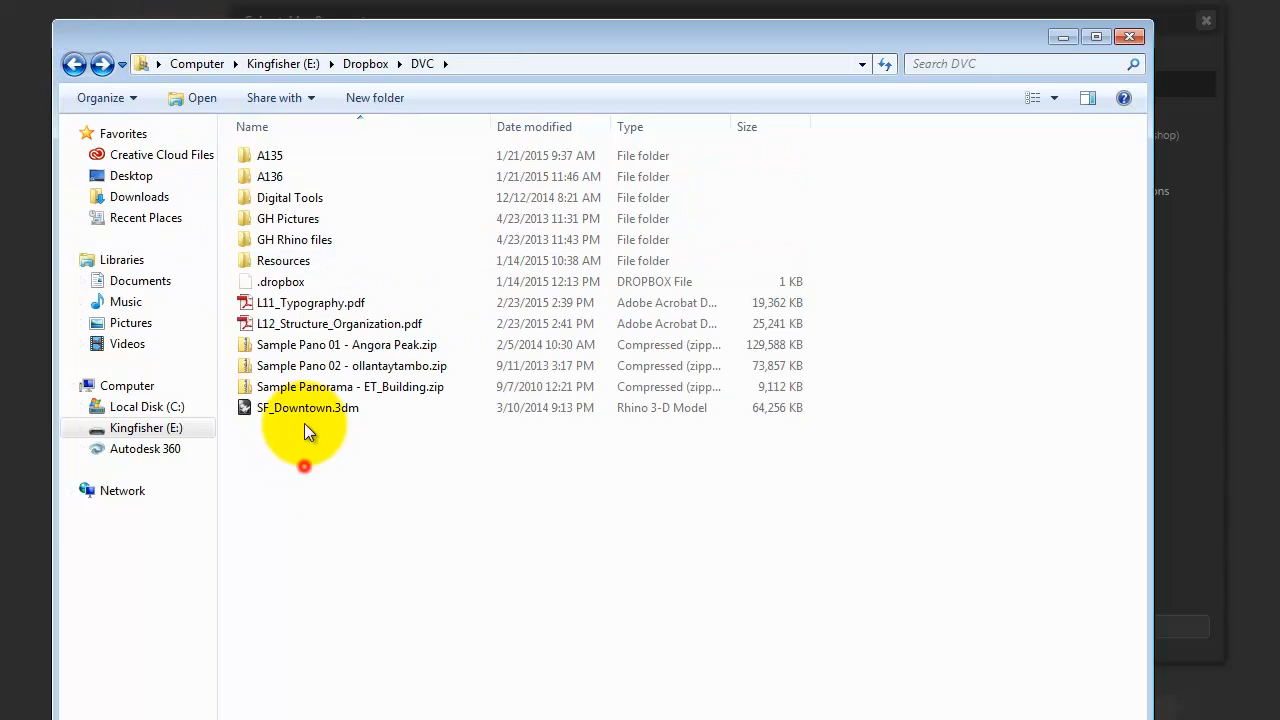 Computer Kingfisher (E:) Dropbox DVC Search DVC
Organize Open Share with New folder
Name Date modified Type Size
Favorites
Creative Cloud Files
Desktop
Downloads
Recent Places
Libraries
Documents
Music
Pictures
Videos
Computer
Local Disk (C:)
Kingfisher (E:)
Autodesk 360
Network
A135 1/21/2015 9:37 AM File folder
A136 1/21/2015 11:46 AM File folder
Digital Tools 12/12/2014 8:21 AM File folder
GH Pictures 4/23/2013 11:31 PM File folder
GH Rhino files 4/23/2013 11:43 PM File folder
Resources 1/14/2015 10:38 AM File folder
.dropbox 1/14/2015 12:13 PM DROPBOX File 1 KB
L11_Typography.pdf 2/23/2015 2:39 PM Adobe Acrobat D... 19,362 KB
L12_Structure_Organization.pdf 2/23/2015 2:41 PM Adobe Acrobat D... 25,241 KB
Sample Pano 01 - Angora Peak.zip 2/5/2014 10:30 AM Compressed (zipp... 129,588 KB
Sample Pano 02 - ollantaytambo.zip 9/11/2013 3:17 PM Compressed (zipp... 73,857 KB
Sample Panorama - ET_Building.zip 9/7/2010 12:21 PM Compressed (zipp... 9,112 KB
SF_Downtown.3dm 3/10/2014 9:13 PM Rhino 3-D Model 64,256 KB
shop)
ons